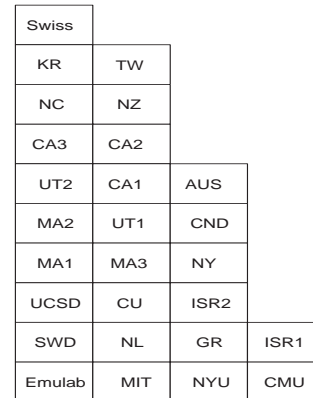 Swiss
KR TW
NC NZ
CA3 CA2
UT2 CA1 AUS
MA2 UT1 CND
MA1 MA3 NY
UCSD CU ISR2
SWD NL GR ISR1
Emulab MIT NYU CMU